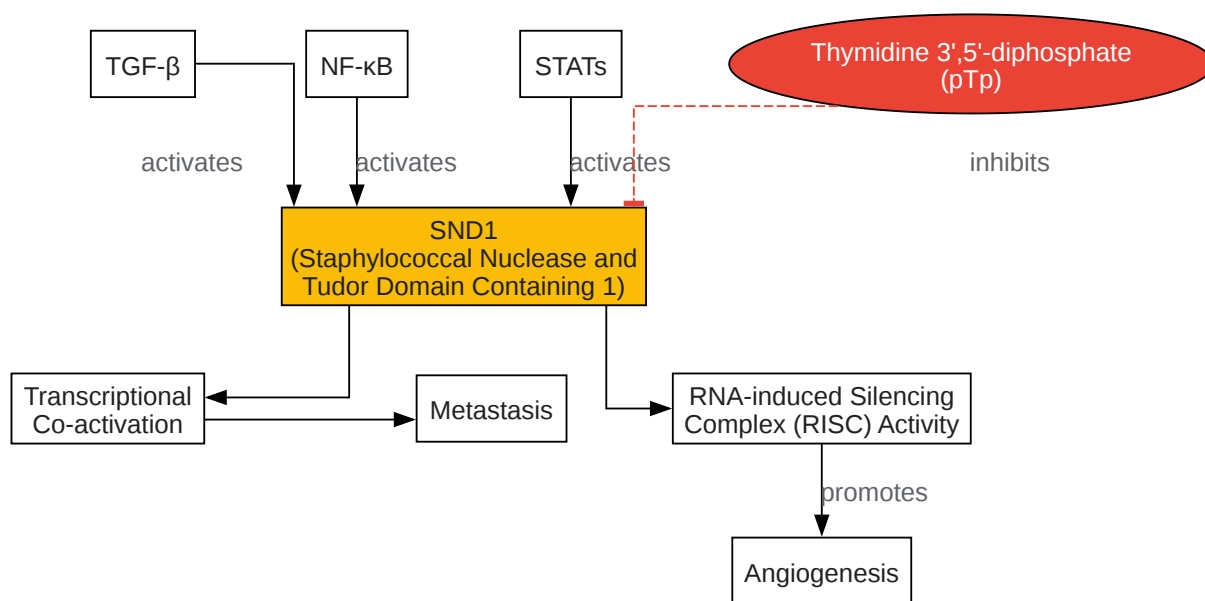 TGF-β
NF-κB
STATs
Thymidine 3',5'-diphosphate
(pTp)
activates
activates
activates
inhibits
SND1
(Staphylococcal Nuclease and
Tudor Domain Containing 1)
Transcriptional
Co-activation
Metastasis
RNA-induced Silencing
Complex (RISC) Activity
promotes
Angiogenesis